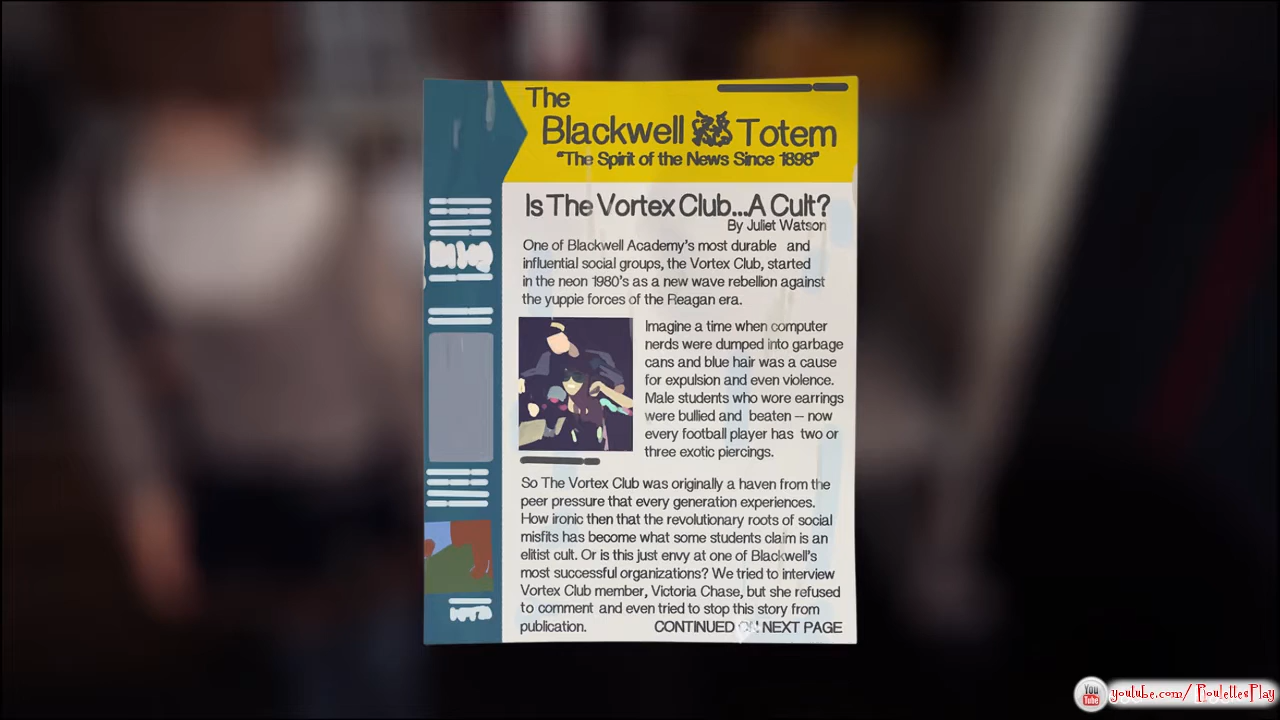 The
Blackwell Totem
“The Spirit of the News Since 1898”
Is The Vortex Club...A Cult?
By Juliet Watson
One of Blackwell Academy’s most durable and
influential social groups, the Vortex Club, started
in the neon 1980’s as a new wave rebellion against
the yuppie forces of the Reagan era.
Imagine a time when computer
nerds were dumped into garbage
cans and blue hair was a cause
for expulsion and even violence.
Male students who wore earrings
were bullied and beaten – now
every football player has two or
three exotic piercings.
So The Vortex Club was originally a haven from the
peer pressure that every generation experiences.
How ironic then that the revolutionary roots of social
misfits has become what some students claim is an
elitist cult. Or is this just envy at one of Blackwell’s
most successful organizations? We tried to interview
Vortex Club member, Victoria Chase, but she refused
to comment and even tried to stop this story from
publication.
CONTINUED ON NEXT PAGE
You
Tube
youtube.com/ RoulettesPlay